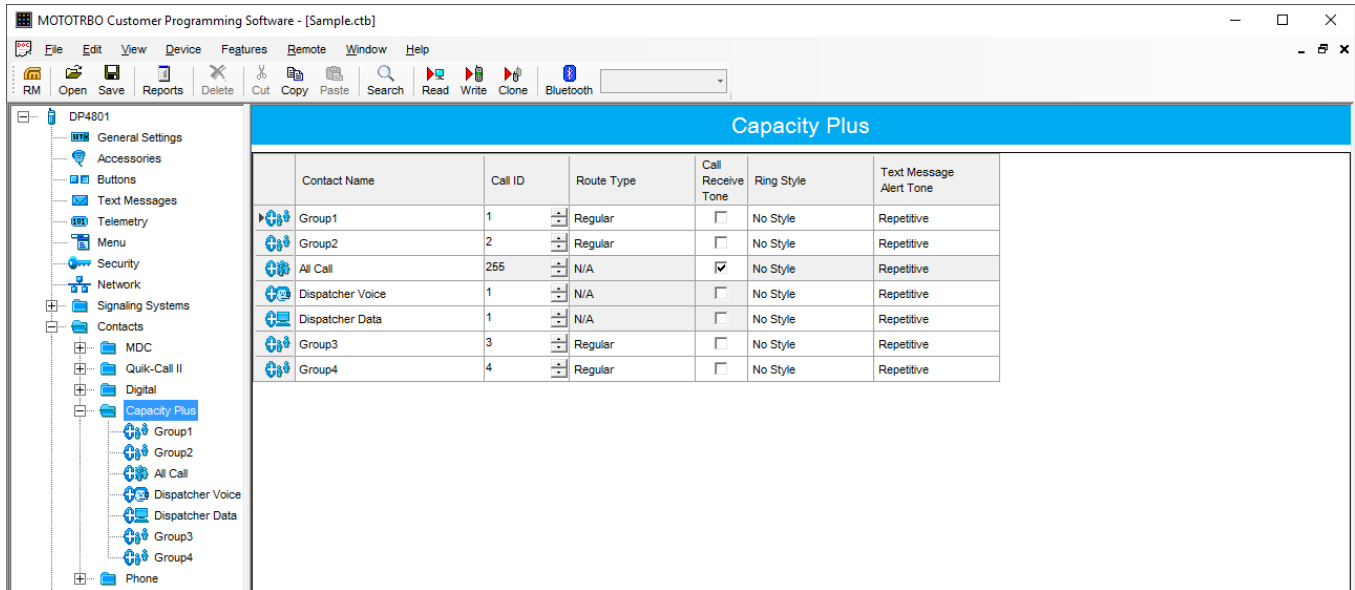 MOTOTRBO Customer Programming Software - [Sample.ctb]
File Edit View Device Features Remote Window Help
RM Open Save Reports Delete Cut Copy Paste Search Read Write Clone Bluetooth
DP4801
General Settings
Accessories
Buttons
Text Messages
Telemetry
Menu
Security
Network
Signaling Systems
Contacts
MDC
Quik-Call II
Digital
Capacity Plus
Group1
Group2
All Call
Dispatcher Voice
Dispatcher Data
Group3
Group4
Phone
Capacity Plus
Contact Name Call ID Route Type Call Receive Tone Ring Style Text Message Alert Tone
Group1 1 Regular No Style Repetitive
Group2 2 Regular No Style Repetitive
All Call 255 N/A No Style Repetitive
Dispatcher Voice 1 N/A No Style Repetitive
Dispatcher Data 1 N/A No Style Repetitive
Group3 3 Regular No Style Repetitive
Group4 4 Regular No Style Repetitive